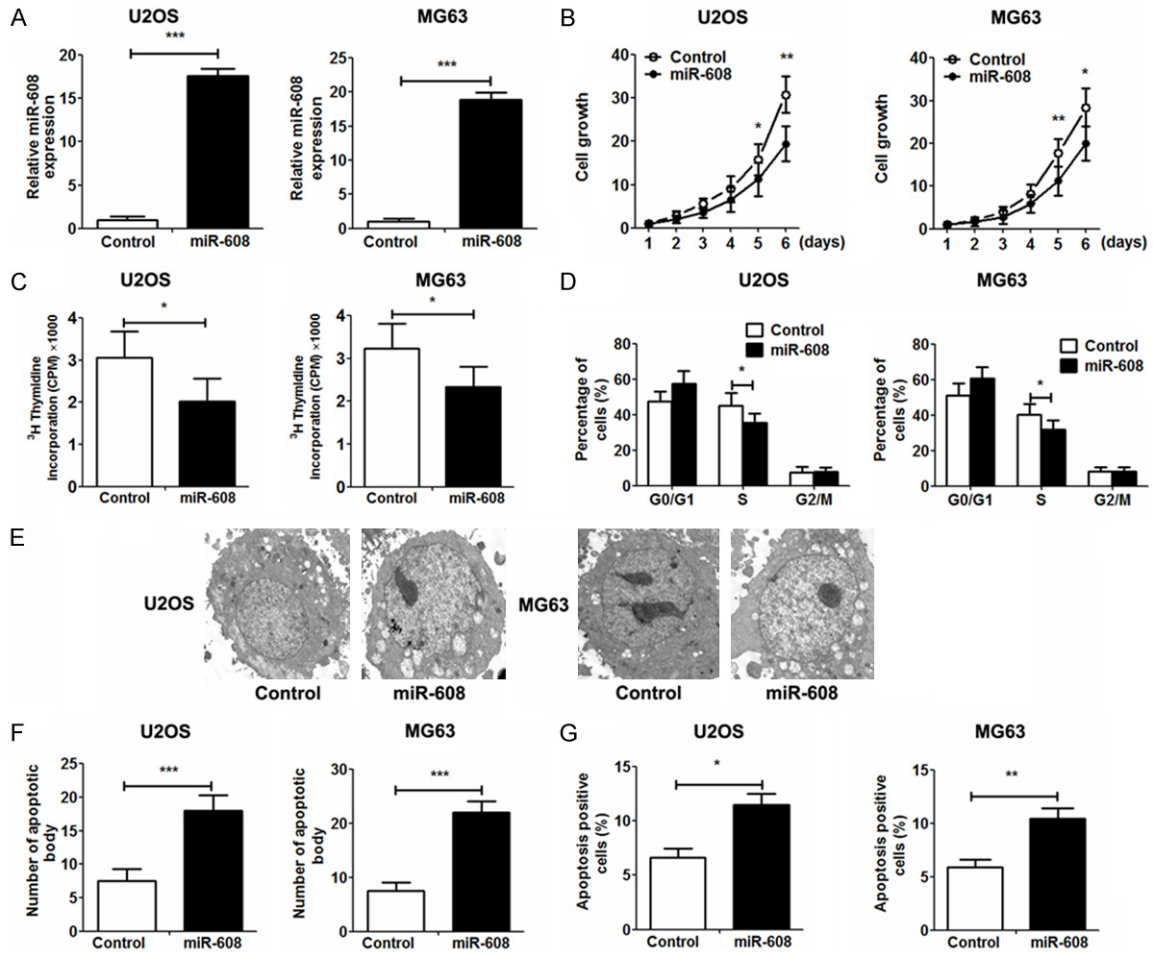 A
U2OS
Relative miR-608
expression
20
15
10
5
0
***
Control
miR-608
MG63
Relative miR-608
expression
25
20
15
10
5
0
***
Control
miR-608
B
U2OS
Cell growth
40
30
20
10
0
Control
miR-608
*
**
1 2 3 4 5 6 (days)
MG63
Cell growth
40
30
20
10
0
Control
miR-608
**
*
1 2 3 4 5 6 (days)
C
U2OS
³H Thymidine
incorporation (CPM) ×1000
4
3
2
1
0
*
Control
miR-608
MG63
³H Thymidine
incorporation (CPM) ×1000
4
3
2
1
0
*
Control
miR-608
D
U2OS
Percentage of
cells (%)
80
60
40
20
0
Control
miR-608
*
G0/G1
S
G2/M
MG63
Percentage of
cells (%)
80
60
40
20
0
Control
miR-608
*
G0/G1
S
G2/M
E
U2OS
Control
miR-608
MG63
Control
miR-608
F
U2OS
Number of apoptotic
body
25
20
15
10
5
0
***
Control
miR-608
MG63
Number of apoptotic
body
30
20
10
0
***
Control
miR-608
G
U2OS
Apoptosis positive
cells (%)
15
10
5
0
*
Control
miR-608
MG63
Apoptosis positive
cells (%)
15
10
5
0
**
Control
miR-608